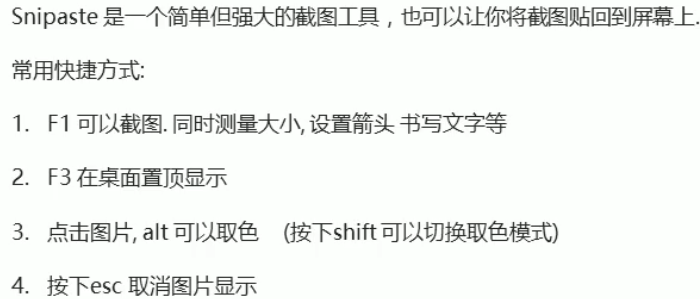 Snipaste 是一个简单但强大的截图工具，也可以让你将截图贴回到屏幕上.
常用快捷方式:
1. F1 可以截图. 同时测量大小, 设置箭头 书写文字等
2. F3 在桌面置顶显示
3. 点击图片, alt 可以取色 (按下shift 可以切换取色模式)
4. 按下esc 取消图片显示